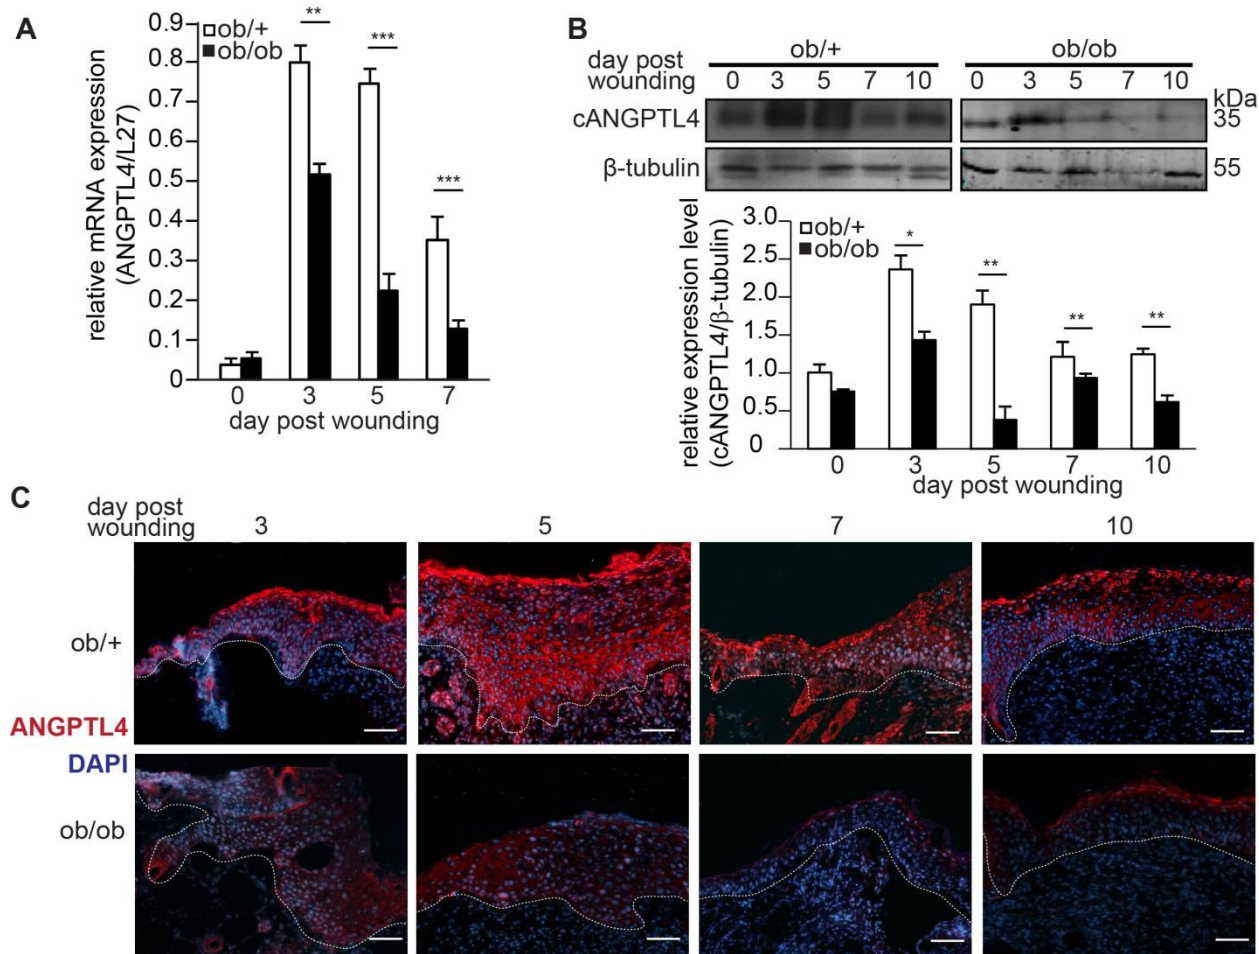 A
0.9
0.8
0.7
0.6
0.5
0.4
0.3
0.2
0.1
0
relative mRNA expression
(ANGPTL4/L27)
ob/+
ob/ob
**
***
***
0 3 5 7
day post wounding
B
day post
wounding
ob/+ ob/ob
0 3 5 7 10 0 3 5 7 10
kDa
cANGPTL4 35
β-tubulin 55
relative expression level
(cANGPTL4/β-tubulin)
3.0
2.5
2.0
1.5
1.0
0.5
0
ob/+
ob/ob
*
**
**
**
0 3 5 7 10
day post wounding
C
day post
wounding 3 5 7 10
ob/+
ANGPTL4
DAPI
ob/ob